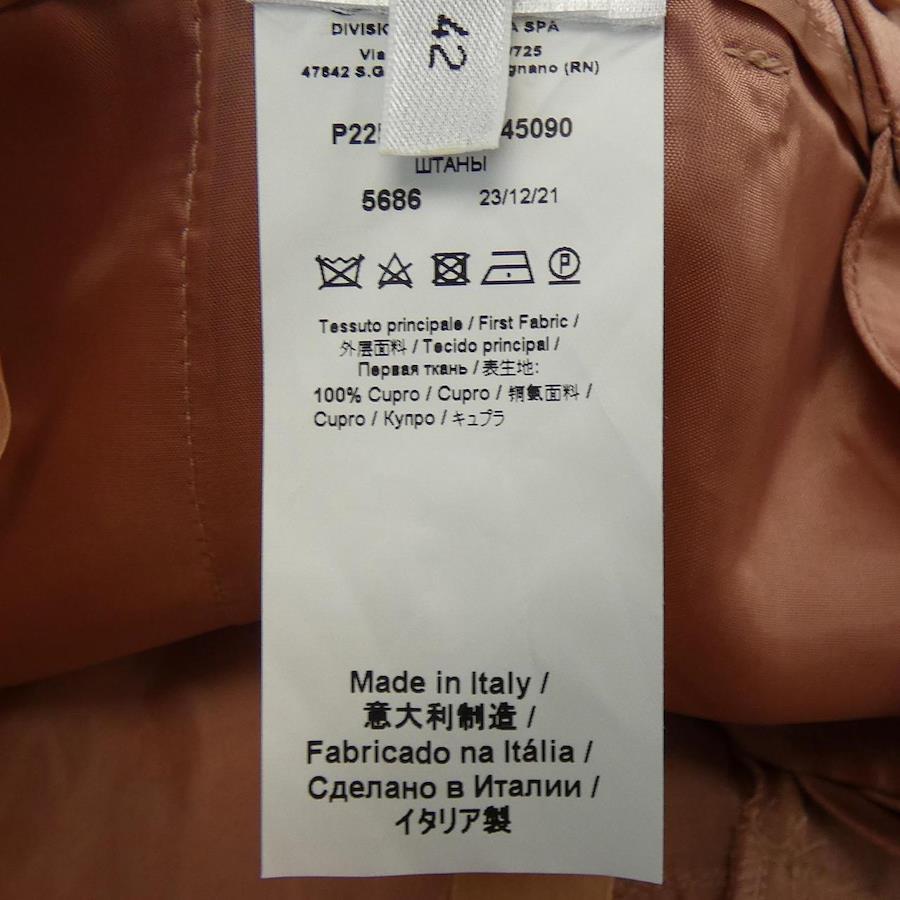 42
SPA
Via
47842 S.G
gnano (RN)
P22
45090
ШТАНЫ
5686 23/12/21
P
Tessuto principale / First Fabric /
外层面料 / Tecido principal /
Первая ткань / 表生地:
100% Cupro / Cupro / 铜氨面料 /
Cupro / Купро / キュプラ
Made in Italy /
意大利制造 /
Fabricado na Itália /
Сделано в Италии /
イタリア製